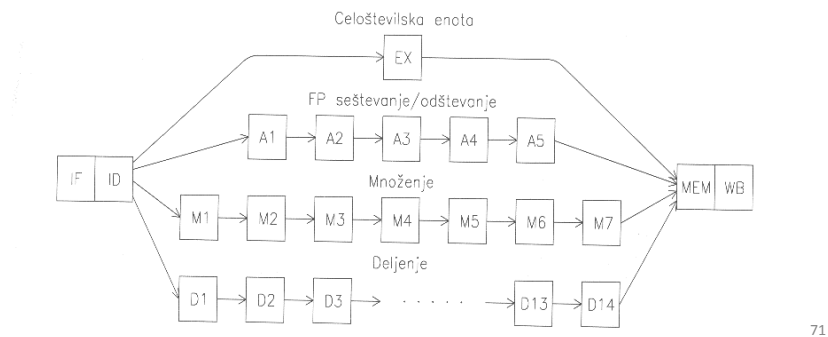 Celoštevilska enota
EX
FP seštevanje/odštevanje
A1 A2 A3 A4 A5
IF ID
Množenje
MEM WB
M1 M2 M3 M4 M5 M6 M7
Deljenje
D1 D2 D3 . . . . . D13 D14
71